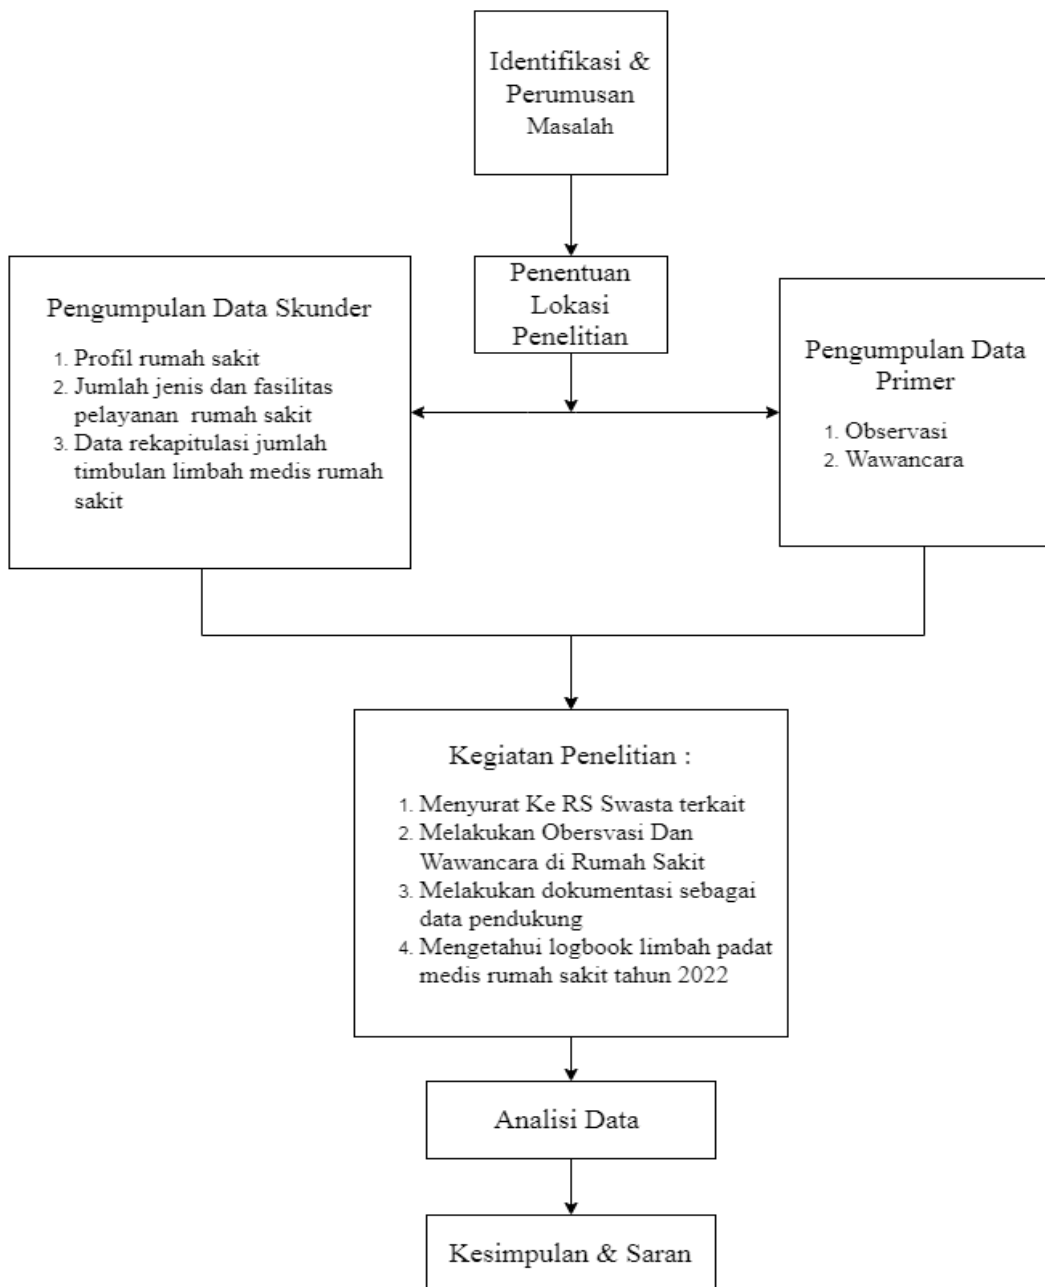 Identifikasi &
Perumusan
Masalah
Penentuan
Lokasi
Penelitian
Pengumpulan Data Skunder
1. Profil rumah sakit
2. Jumlah jenis dan fasilitas
pelayanan rumah sakit
3. Data rekapitulasi jumlah
timbulan limbah medis rumah
sakit
Pengumpulan Data
Primer
1. Observasi
2. Wawancara
Kegiatan Penelitian :
1. Menyurat Ke RS Swasta terkait
2. Melakukan Obersvasi Dan
Wawancara di Rumah Sakit
3. Melakukan dokumentasi sebagai
data pendukung
4. Mengetahui logbook limbah padat
medis rumah sakit tahun 2022
Analisi Data
Kesimpulan & Saran